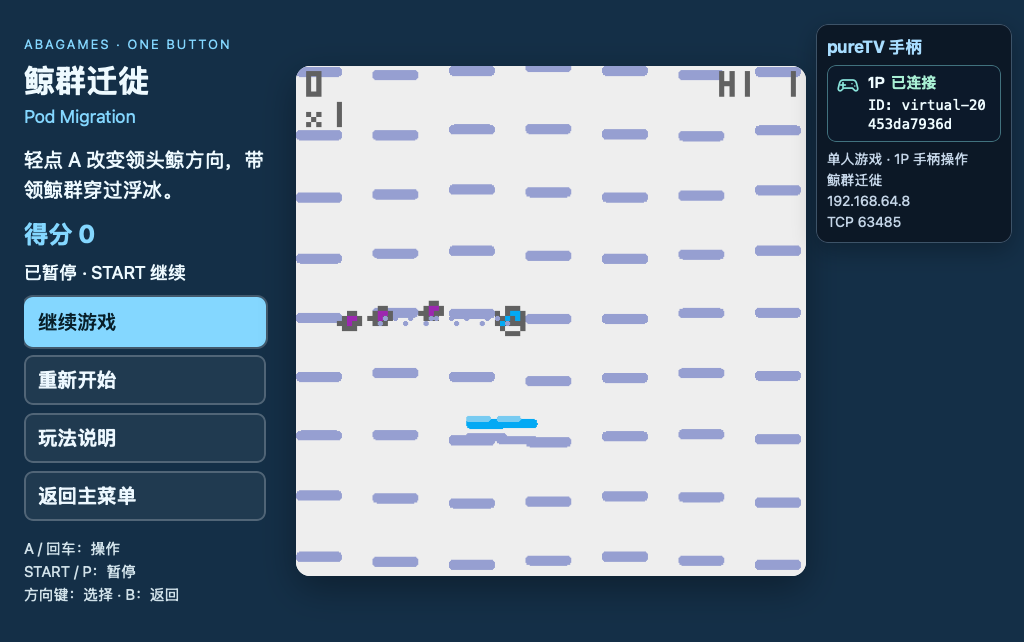 ABAGAMES · ONE BUTTON
鲸群迁徙
Pod Migration
轻点 A 改变领头鲸方向，带
领鲸群穿过浮冰。
得分 0
已暂停 · START 继续
继续游戏
重新开始
玩法说明
返回主菜单
A / 回车：操作
START / P：暂停
方向键：选择 · B：返回
0
x1
HI 1
pureTV 手柄
1P 已连接
ID: virtual-20
453da7936d
单人游戏 · 1P 手柄操作
鲸群迁徙
192.168.64.8
TCP 63485